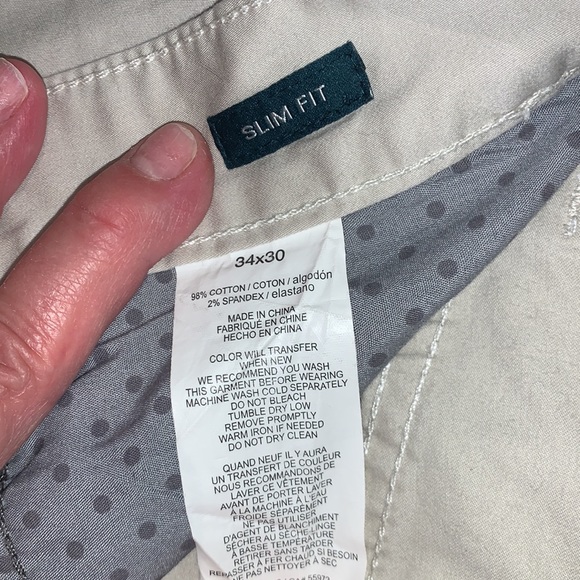 SLIM FIT
34x30
98% COTTON / COTON / algodón
2% SPANDEX / elastano
MADE IN CHINA
FABRIQUÉ EN CHINE
HECHO EN CHINA
COLOR WILL TRANSFER
WHEN NEW
WE RECOMMEND YOU WASH
THIS GARMENT BEFORE WEARING
MACHINE WASH COLD SEPARATELY
DO NOT BLEACH
TUMBLE DRY LOW
REMOVE PROMPTLY
WARM IRON IF NEEDED
DO NOT DRY CLEAN
QUAND NEUF IL Y AURA
UN TRANSFERT DE COULEUR
NOUS RECOMMANDONS DE
LAVER CE VÊTEMENT
AVANT DE PORTER LAVER
A LA MACHINE À L'EAU
FROIDE SÉPARÉMENT
NE PAS UTILISER
D'AGENT DE BLANCHIMENT
SÉCHER AU SÉCHE LINGE
À BASSE TEMPÉRATURE
RETIRER SANS TARDER
REPASSER À FER CHAUD SI BESOIN
NE PAS NETTOYER À SEC
55972